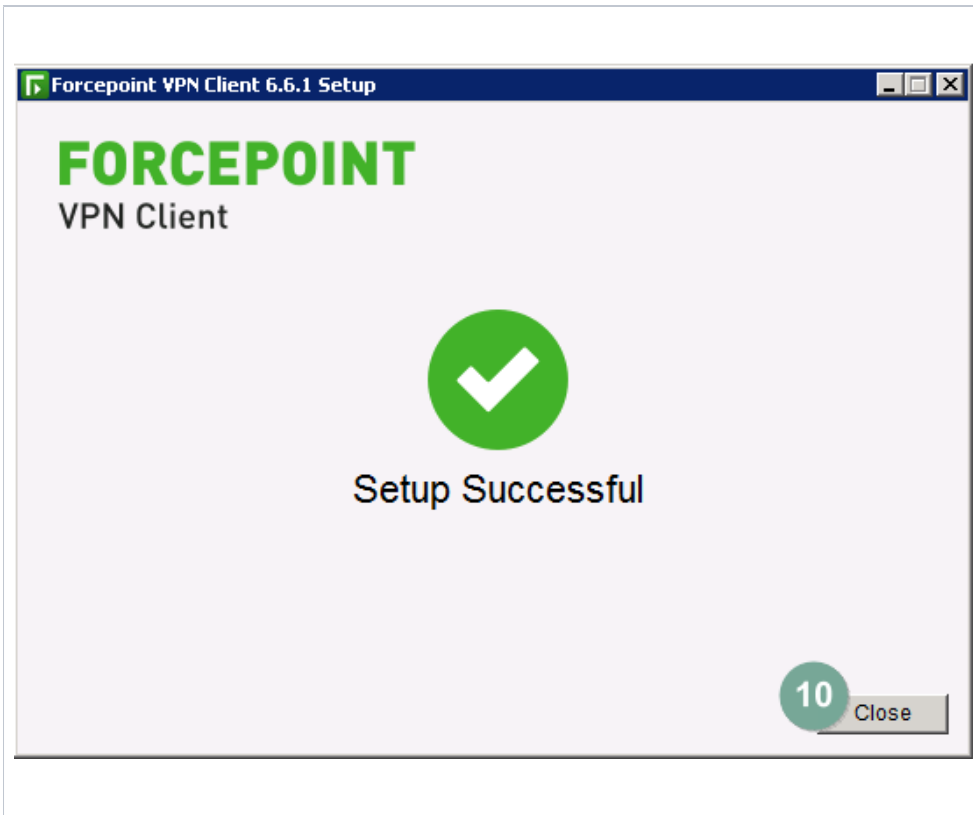 Forcepoint VPN Client 6.6.1 Setup
FORCEPOINT
VPN Client
Setup Successful
10
Close